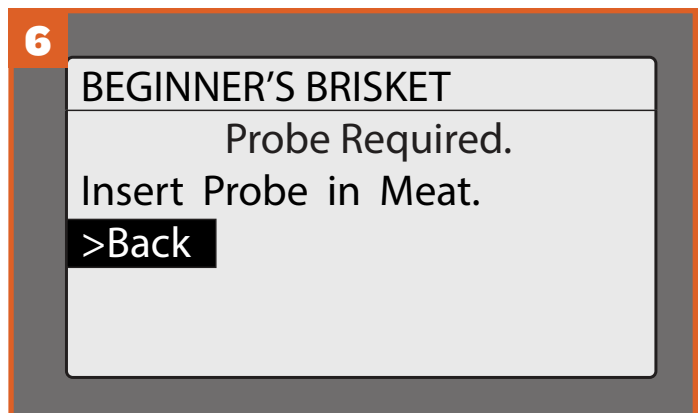 6
BEGINNER’S BRISKET
Probe Required.
Insert Probe in Meat.
>Back